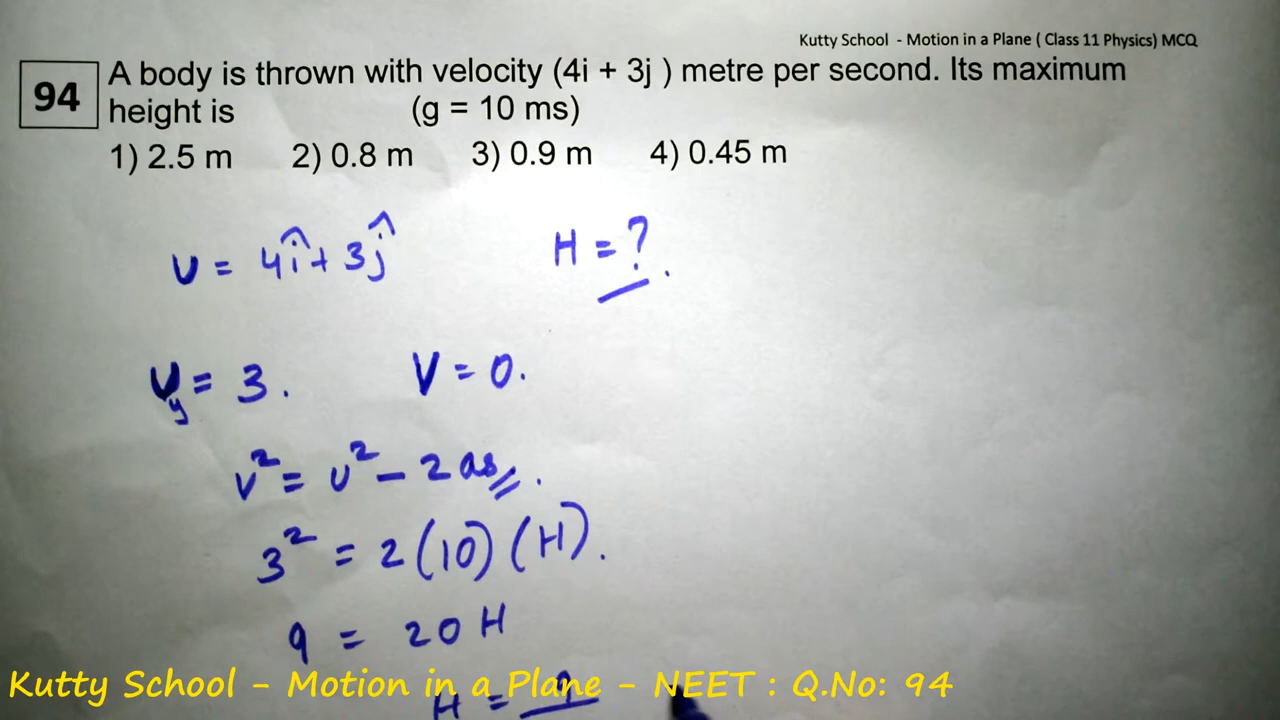 Kutty School - Motion in a Plane ( Class 11 Physics) MCQ
94
A body is thrown with velocity (4i + 3j ) metre per second. Its maximum
height is (g = 10 ms)
1) 2.5 m 2) 0.8 m 3) 0.9 m 4) 0.45 m
U = 4î + 3ĵ H = ?
Uy = 3. V = 0.
v² = u² - 2as.
3² = 2(10)(H).
9 = 20 H
H = 9
Kutty School - Motion in a Plane - NEET : Q.No: 94